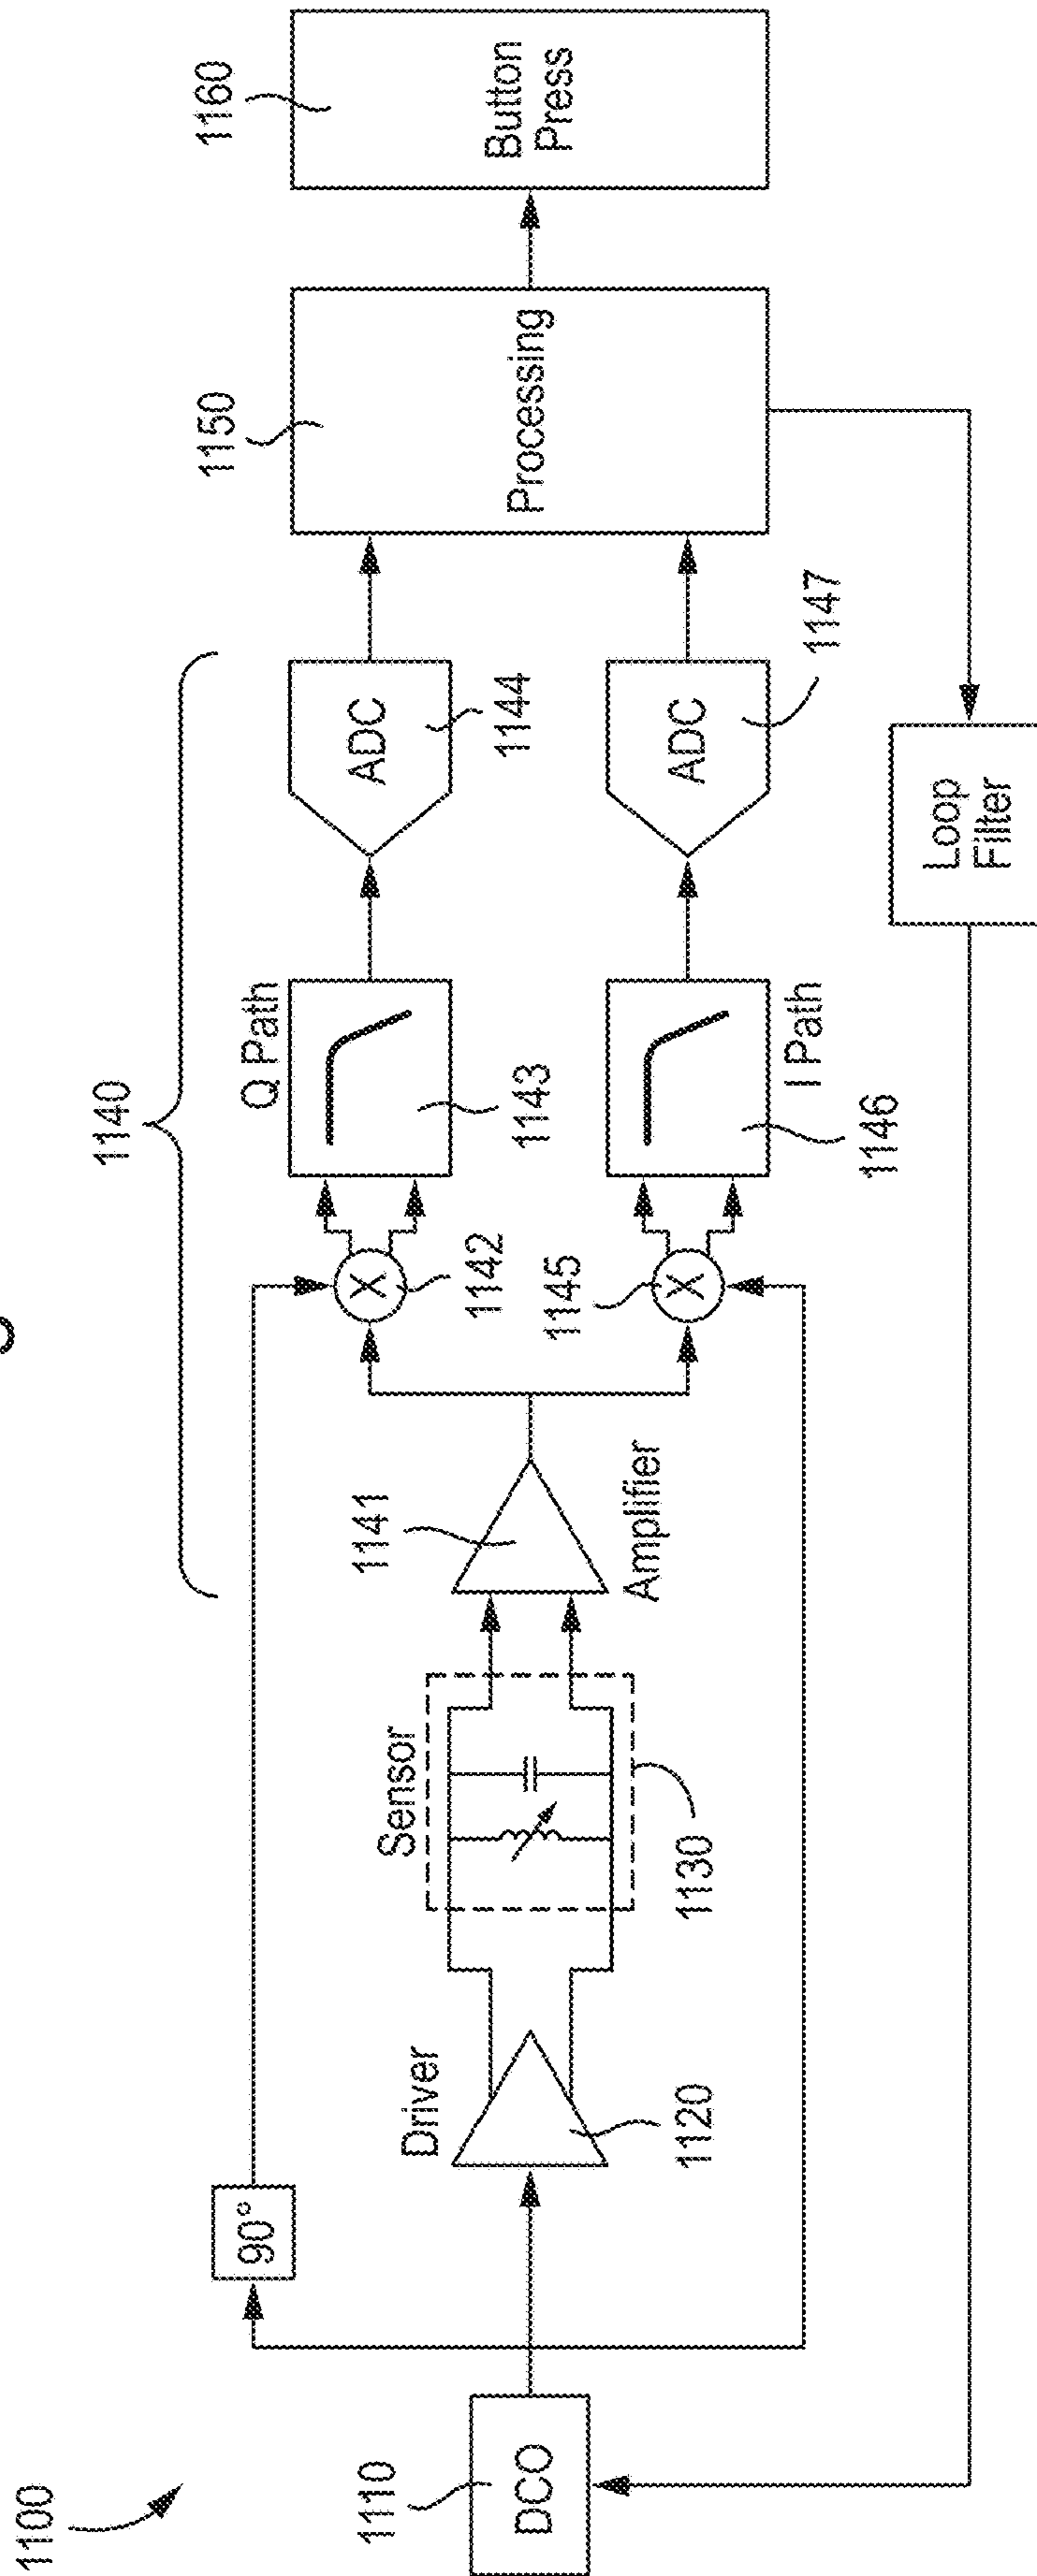 1100
1110
DCO
90°
Driver
1120
Sensor
1130
1140
1141
Amplifier
1142
1145
Q Path
1143
I Path
1146
ADC
1144
ADC
1147
1150
Processing
1160
Button
Press
Loop
Filter